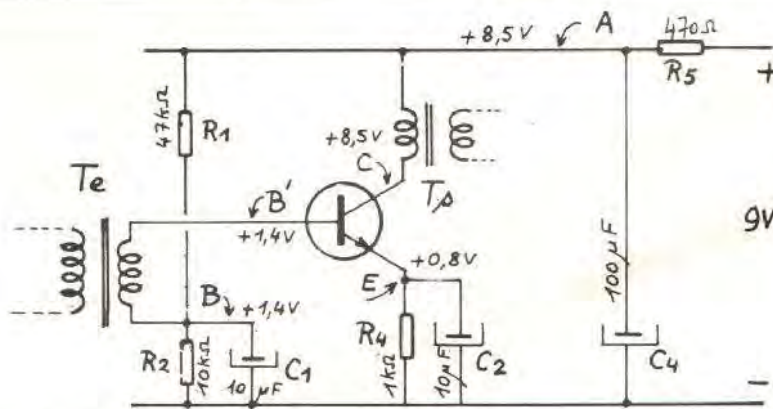 +8,5V
A
470Ω
R5
+
47kΩ
R1
+8,5V
C
Te
B'
+1,4V
Ts
9V
B
+1,4V
E
+0,8V
100µF
R2
10kΩ
C1
10µF
R4
1kΩ
C2
10µF
C4
-